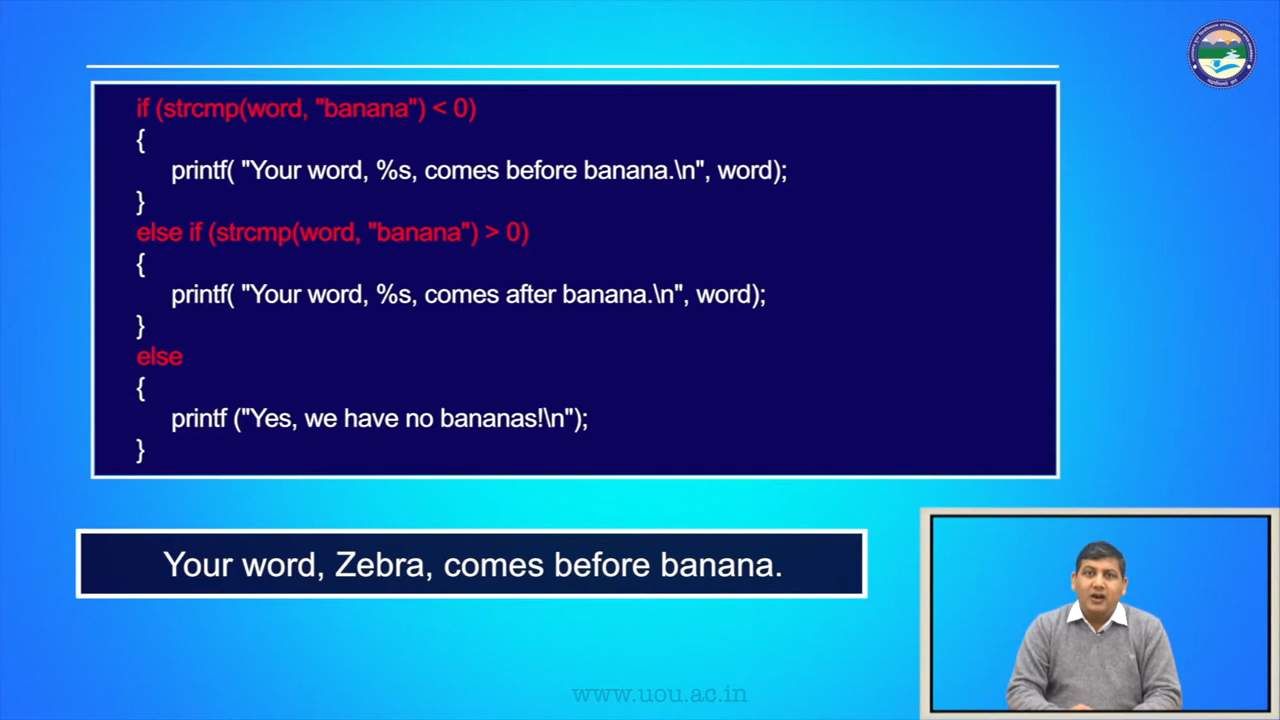 if (strcmp(word, "banana") < 0)
{
printf( "Your word, %s, comes before banana.\n", word);
}
else if (strcmp(word, "banana") > 0)
{
printf( "Your word, %s, comes after banana.\n", word);
}
else
{
printf ("Yes, we have no bananas!\n");
}
Your word, Zebra, comes before banana.
www.uou.ac.in